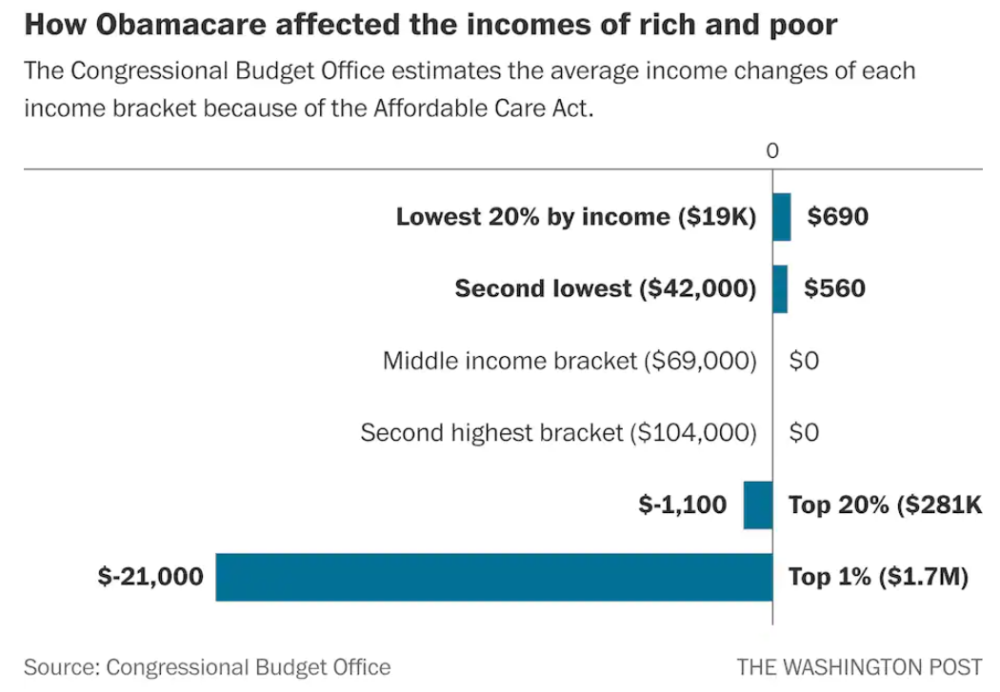 How Obamacare affected the incomes of rich and poor
The Congressional Budget Office estimates the average income changes of each
income bracket because of the Affordable Care Act.
0
Lowest 20% by income ($19K) $690
Second lowest ($42,000) $560
Middle income bracket ($69,000) $0
Second highest bracket ($104,000) $0
$-1,100 Top 20% ($281K
$-21,000 Top 1% ($1.7M)
Source: Congressional Budget Office THE WASHINGTON POST